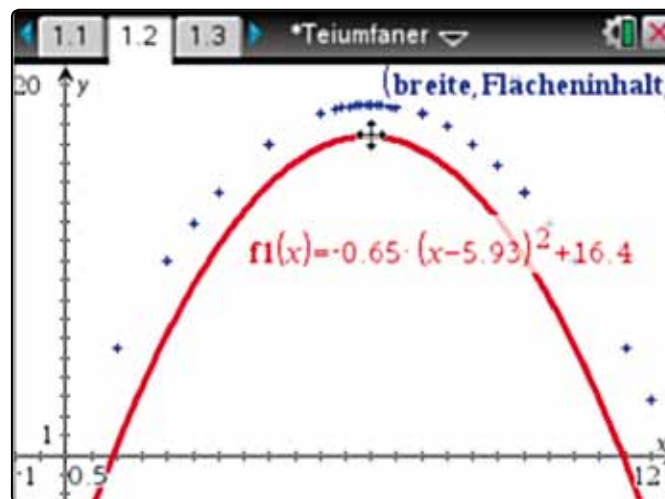 1.1 1.2 1.3 *Teiumfaner
20 y (breite,Flächeninhalt,
f1(x)=-0.65·(x-5.93)²+16.4
1 x
-1 0.5 12